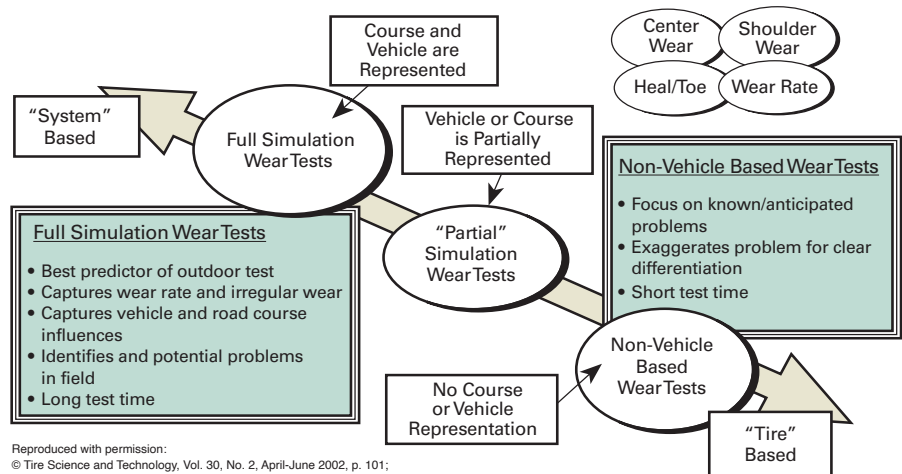 Course and
Vehicle are
Represented
Center
Wear
Shoulder
Wear
Heal/Toe
Wear Rate
"System"
Based
Full Simulation
Wear Tests
Vehicle or Course
is Partially
Represented
Non-Vehicle Based Wear Tests
• Focus on known/anticipated
problems
• Exaggerates problem for clear
differentiation
• Short test time
Full Simulation Wear Tests
• Best predictor of outdoor test
• Captures wear rate and irregular wear
• Captures vehicle and road course
influences
• Identifies and potential problems
in field
• Long test time
"Partial"
Simulation
Wear Tests
Non-Vehicle
Based
Wear Tests
No Course
or Vehicle
Representation
"Tire"
Based
Reproduced with permission:
© Tire Science and Technology, Vol. 30, No. 2, April-June 2002, p. 101;